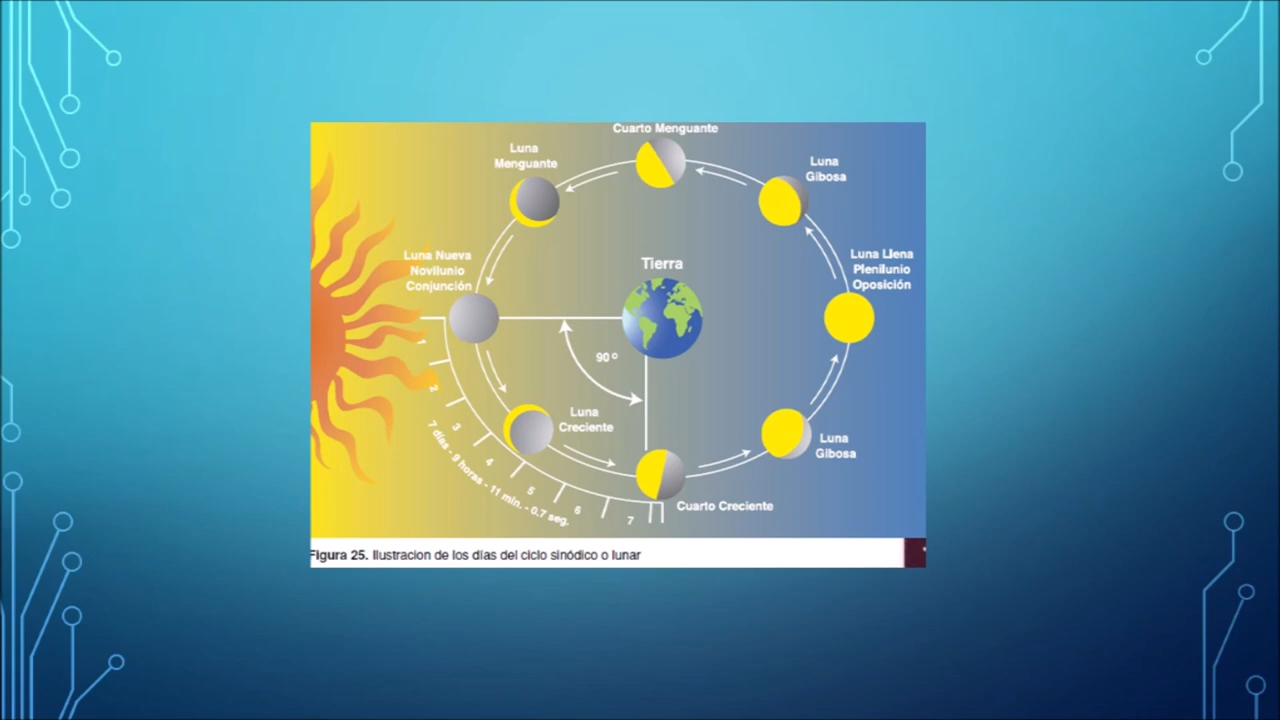 Cuarto Menguante
Luna
Menguante
Luna
Gibosa
Luna Nueva
Novilunio
Conjunción
Tierra
Luna Llena
Plenilunio
Oposición
90º
Luna
Creciente
Luna
Gibosa
Cuarto Creciente
1
2
3
4
5
6
7
7 días - 9 horas - 11 min. - 0.7 seg.
Figura 25. Ilustracion de los días del ciclo sinódico o lunar